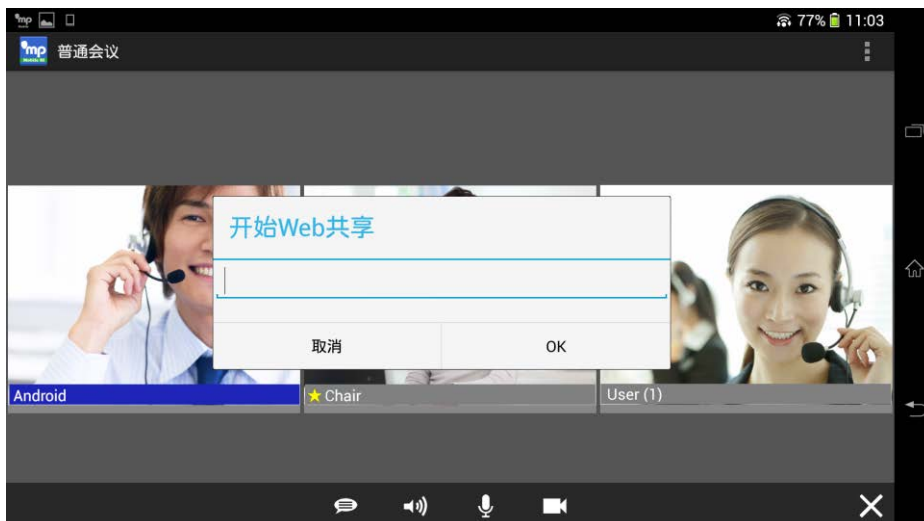 77% 11:03
mp 普通会议
开始Web共享
取消 OK
Android
Chair
User (1)